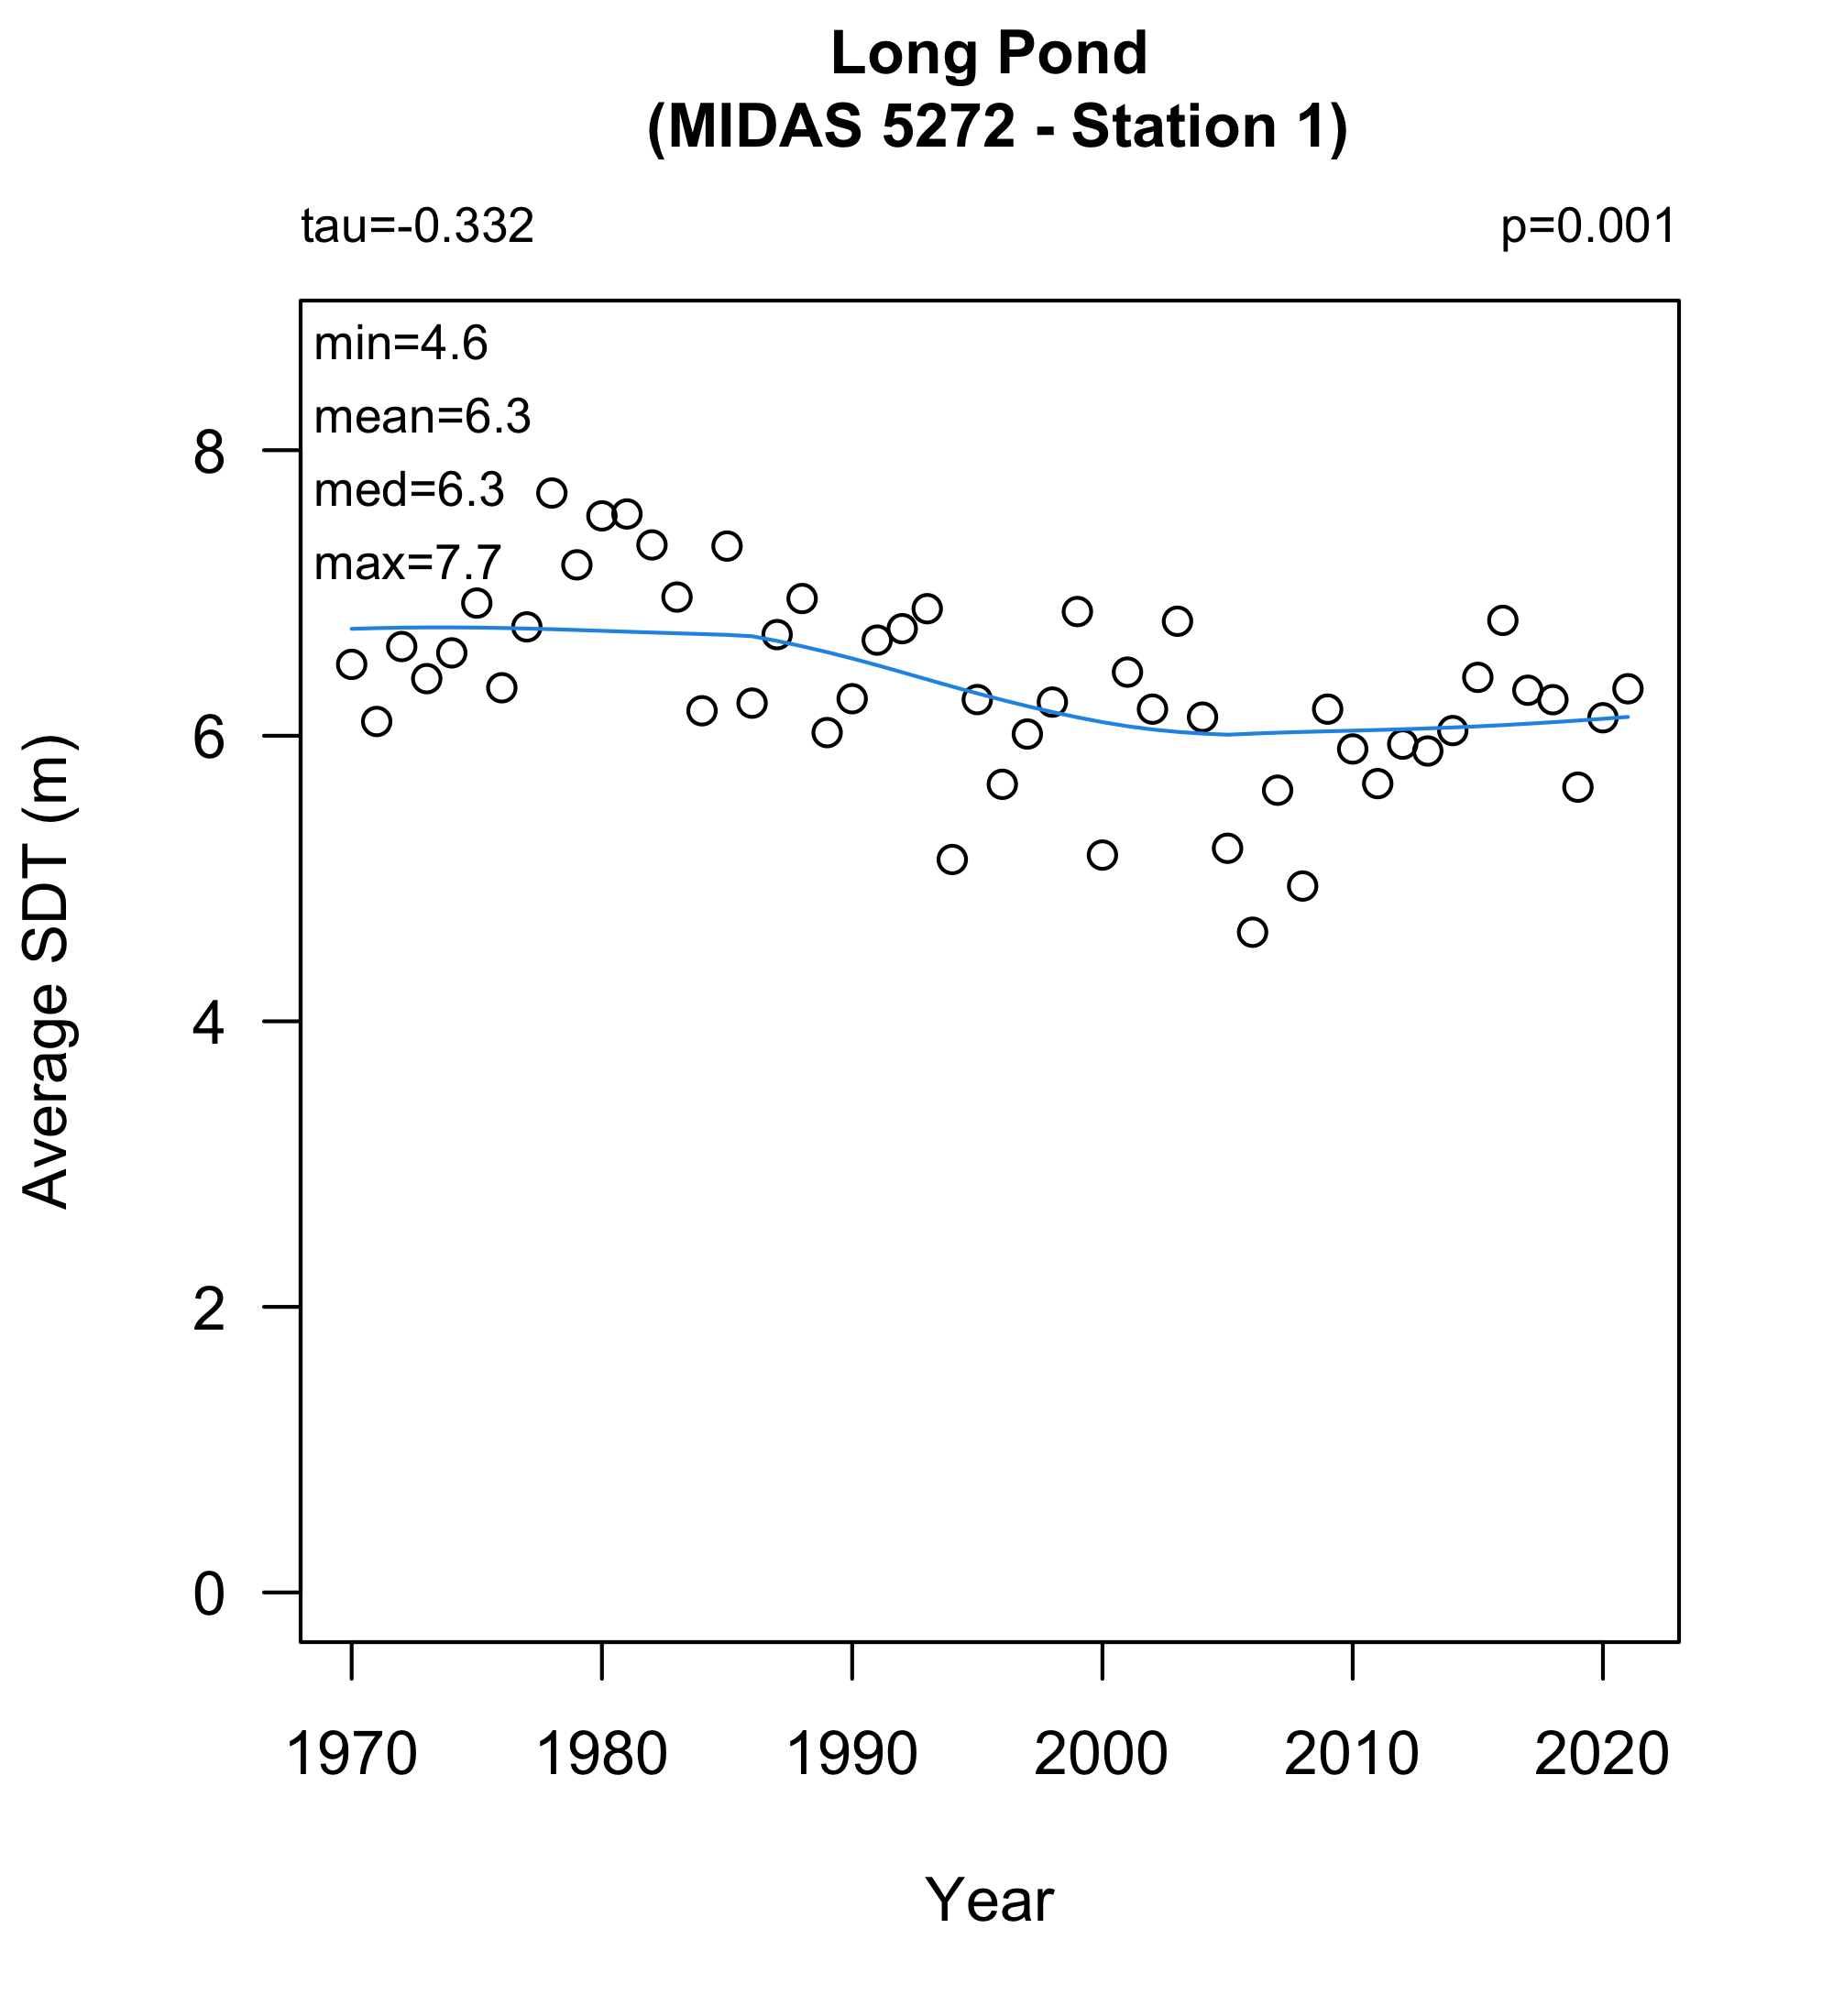 Long Pond
(MIDAS 5272 - Station 1)
tau=-0.332 p=0.001
min=4.6
mean=6.3
med=6.3
max=7.7
8
6
4
2
0
Average SDT (m)
1970 1980 1990 2000 2010 2020
Year